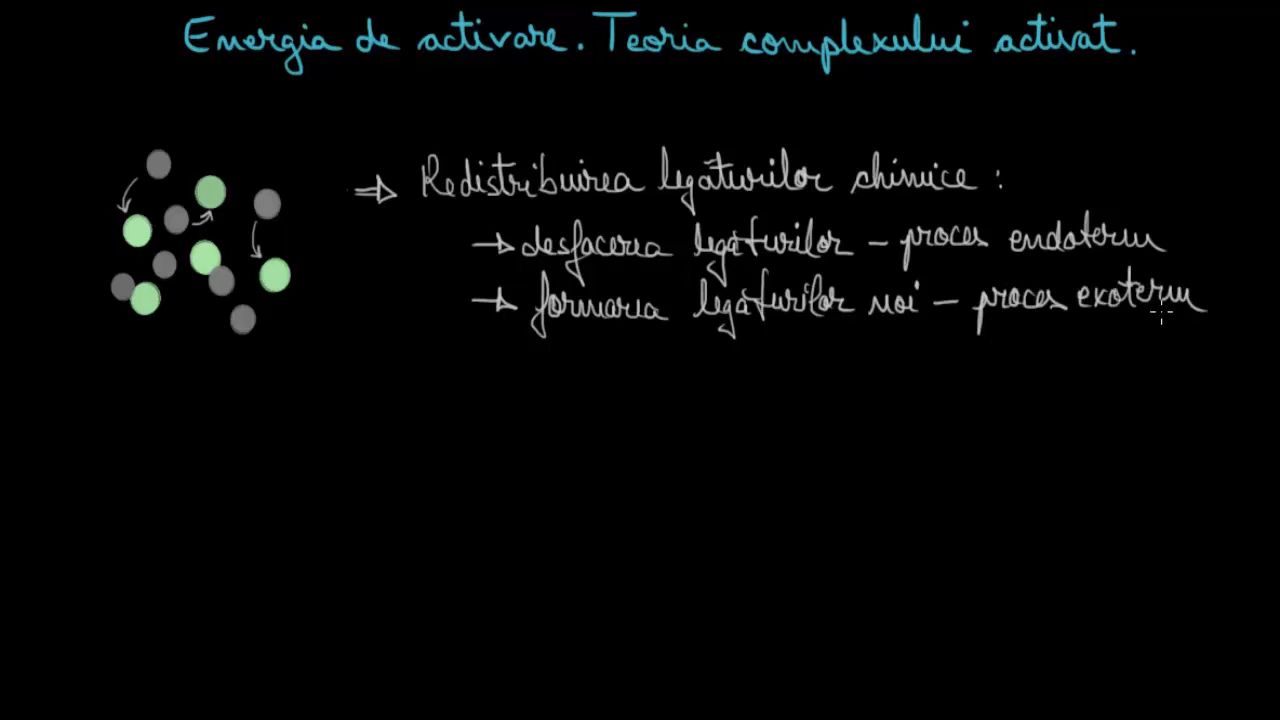 Energia de activare. Teoria complexului activat.
⇒ Redistribuirea legăturilor chimice :
→ desfacerea legăturilor – proces endoterm
→ formarea legăturilor noi – proces exoterm